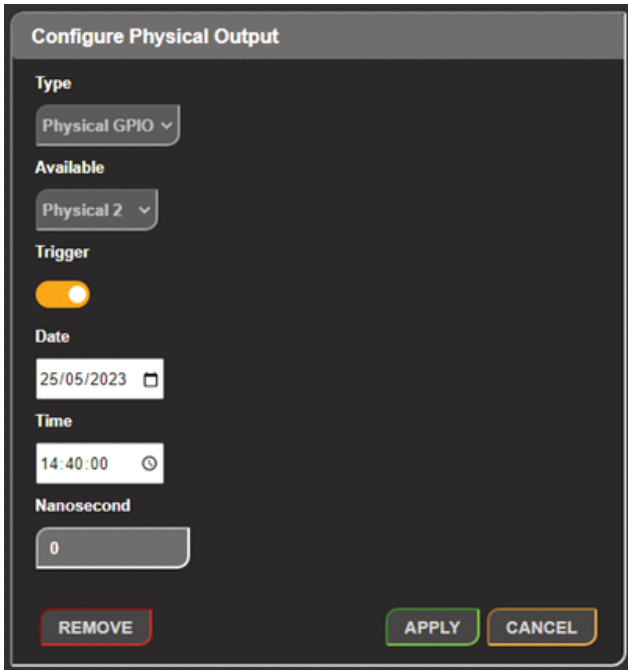 Configure Physical Output
Type
Physical GPIO
Available
Physical 2
Trigger
Date
25/05/2023
Time
14:40:00
Nanosecond
0
REMOVE APPLY CANCEL